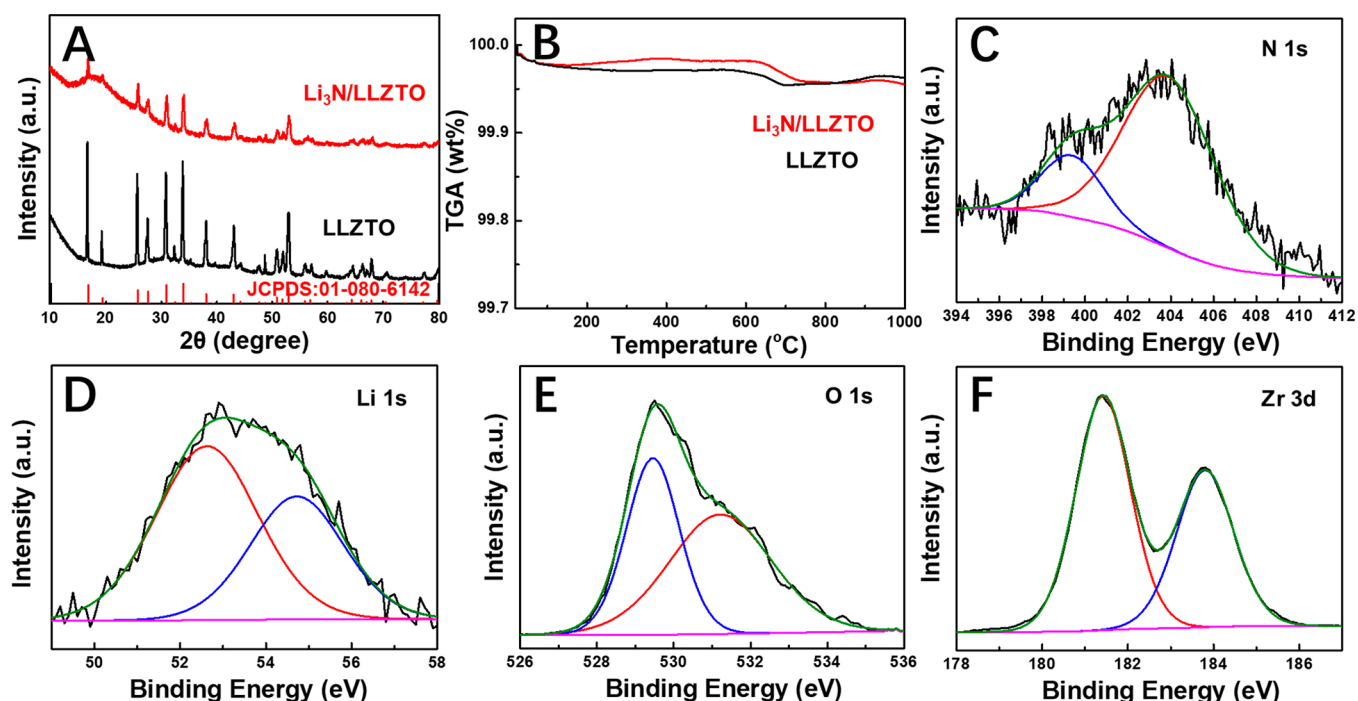 A
Li₃N/LLZTO
LLZTO
JCPDS:01-080-6142
Intensity (a.u.)
10 20 30 40 50 60 70 80
2θ (degree)
B
100.0
99.9
99.8
99.7
Li₃N/LLZTO
LLZTO
TGA (wt%)
200 400 600 800 1000
Temperature (°C)
C
N 1s
Intensity (a.u.)
394 396 398 400 402 404 406 408 410 412
Binding Energy (eV)
D
Li 1s
Intensity (a.u.)
50 52 54 56 58
Binding Energy (eV)
E
O 1s
Intensity (a.u.)
526 528 530 532 534 536
Binding Energy (eV)
F
Zr 3d
Intensity (a.u.)
178 180 182 184 186
Binding Energy (eV)